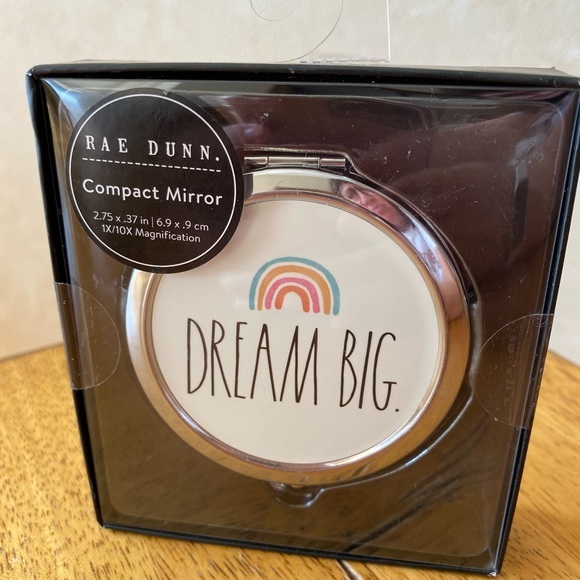 RAE DUNN.
Compact Mirror
2.75 x .37 in | 6.9 x .9 cm
1X/10X Magnification
DREAM BIG.